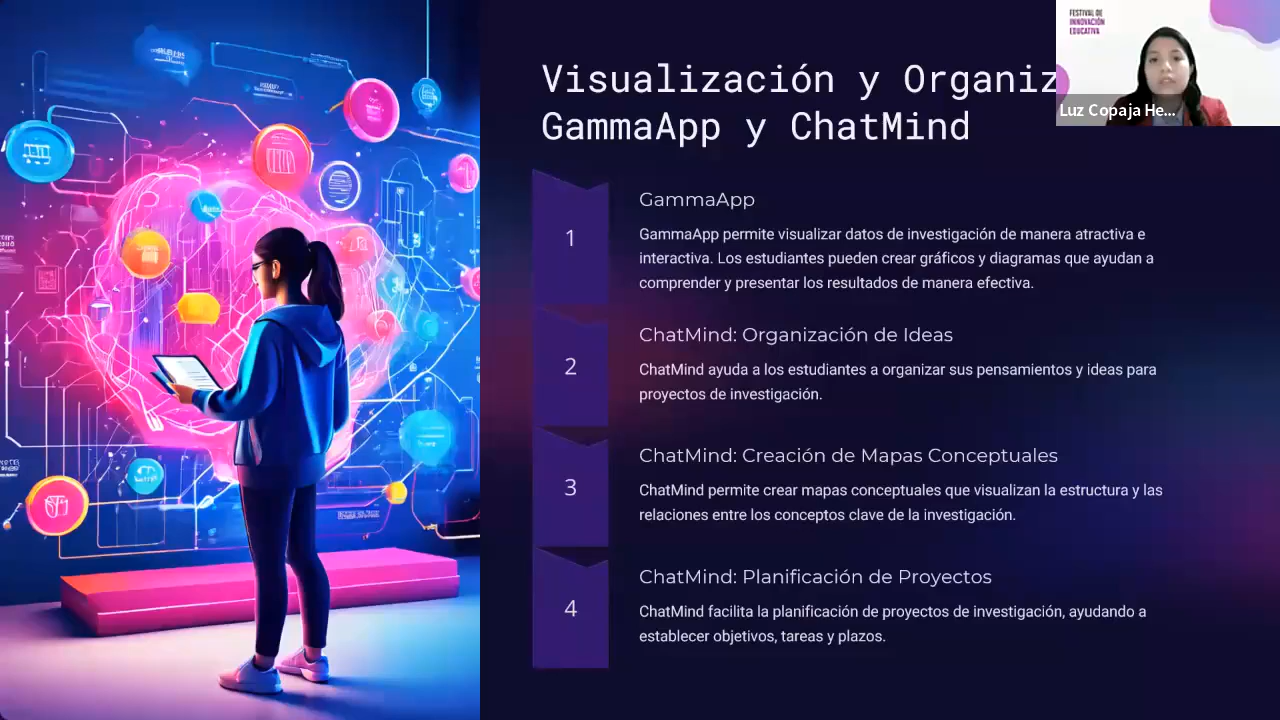 FESTIVAL DE
INNOVACIÓN
EDUCATIVA
Luz Copaja He...
Visualización y Organiz
GammaApp y ChatMind
1
GammaApp
GammaApp permite visualizar datos de investigación de manera atractiva e
interactiva. Los estudiantes pueden crear gráficos y diagramas que ayudan a
comprender y presentar los resultados de manera efectiva.
2
ChatMind: Organización de Ideas
ChatMind ayuda a los estudiantes a organizar sus pensamientos y ideas para
proyectos de investigación.
3
ChatMind: Creación de Mapas Conceptuales
ChatMind permite crear mapas conceptuales que visualizan la estructura y las
relaciones entre los conceptos clave de la investigación.
4
ChatMind: Planificación de Proyectos
ChatMind facilita la planificación de proyectos de investigación, ayudando a
establecer objetivos, tareas y plazos.